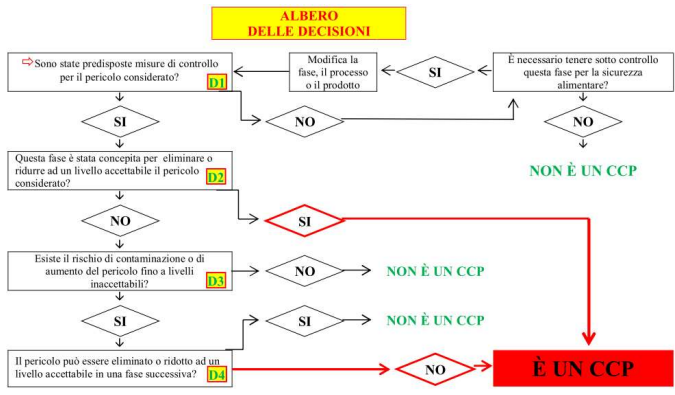 ALBERO
DELLE DECISIONI
⇨Sono state predisposte misure di controllo
per il pericolo considerato?
D1
Modifica la
fase, il processo
o il prodotto
SI
È necessario tenere sotto controllo
questa fase per la sicurezza
alimentare?
SI
NO
NO
NON È UN CCP
Questa fase è stata concepita per eliminare o
ridurre ad un livello accettabile il pericolo
considerato?
D2
NO
SI
Esiste il rischio di contaminazione o di
aumento del pericolo fino a livelli
inaccettabili?
D3
NO
NON È UN CCP
SI
SI
NON È UN CCP
Il pericolo può essere eliminato o ridotto ad un
livello accettabile in una fase successiva?
D4
NO
È UN CCP